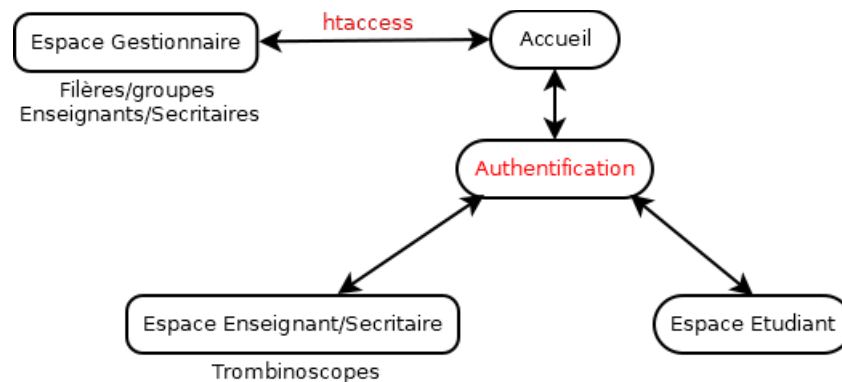 htaccess
Espace Gestionnaire
Accueil
Filères/groupes
Enseignants/Secritaires
Authentification
Espace Enseignant/Secritaire
Espace Etudiant
Trombinoscopes